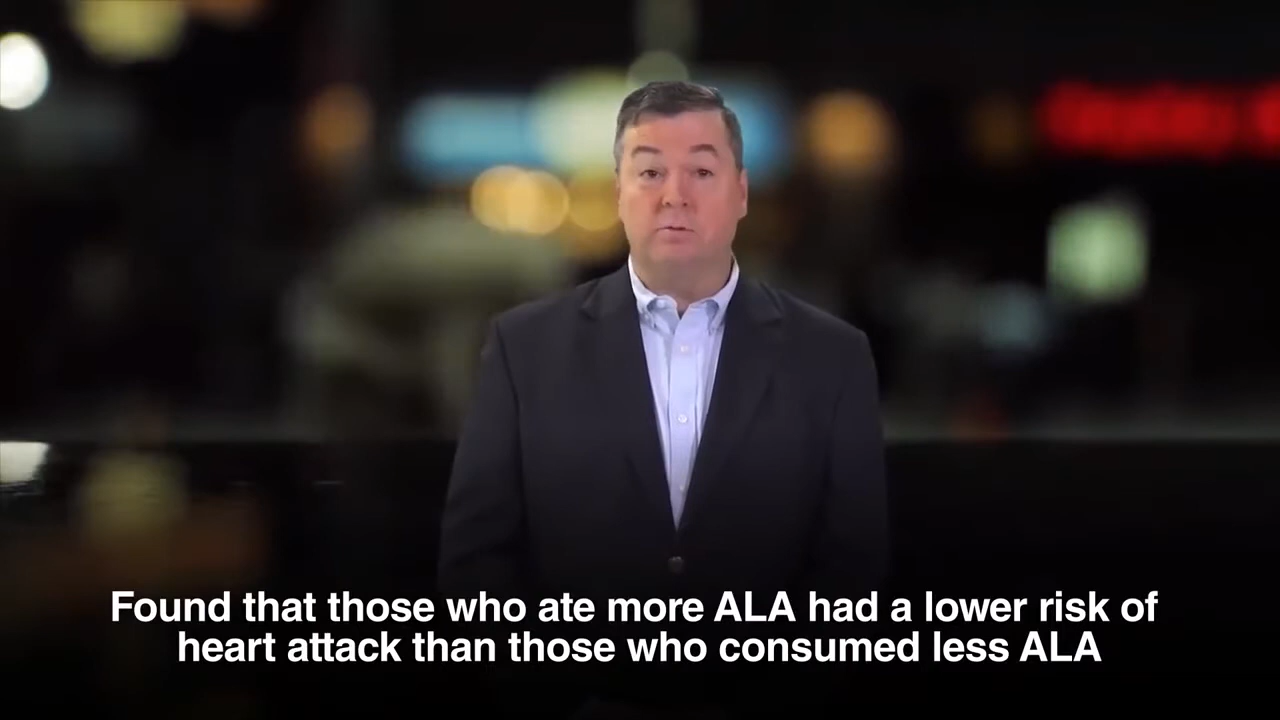 Found that those who ate more ALA had a lower risk of
heart attack than those who consumed less ALA